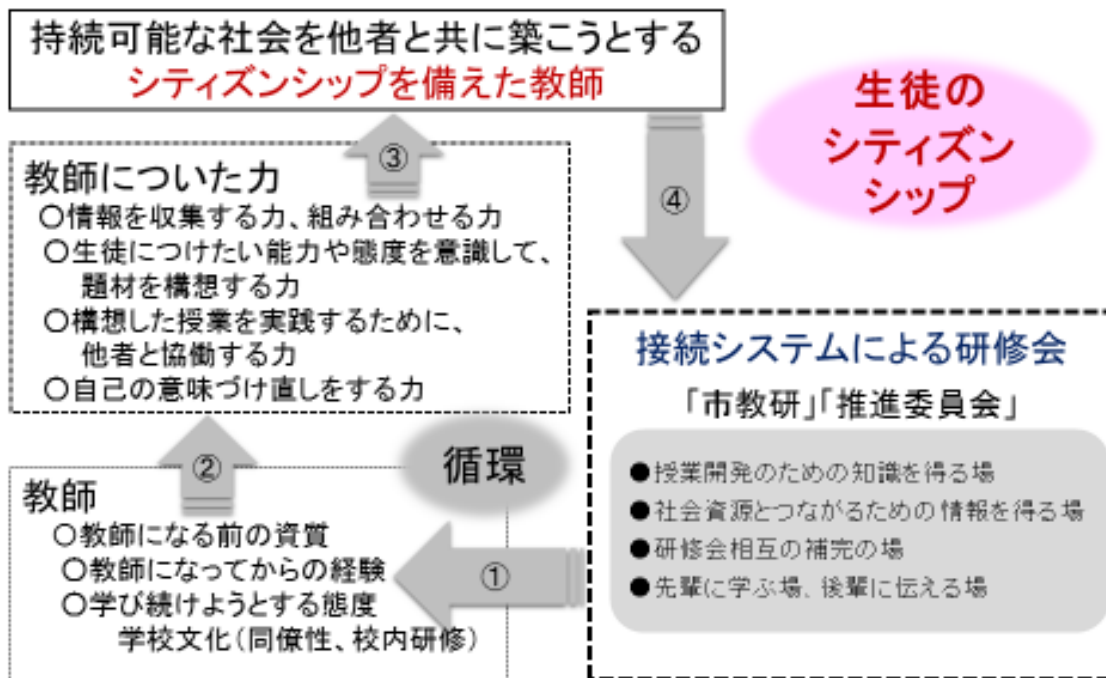 持続可能な社会を他者と共に築こうとする
シティズンシップを備えた教師
生徒の
シティズン
シップ
③
④
教師についた力
○情報を収集する力、組み合わせる力
○生徒につけたい能力や態度を意識して、
題材を構想する力
○構想した授業を実践するために、
他者と協働する力
○自己の意味づけ直しをする力
接続システムによる研修会
「市教研」「推進委員会」
●授業開発のための知識を得る場
●社会資源とつながるための情報を得る場
●研修会相互の補完の場
●先輩に学ぶ場、後輩に伝える場
循環
②
①
教師
○教師になる前の資質
○教師になってからの経験
○学び続けようとする態度
学校文化(同僚性、校内研修)